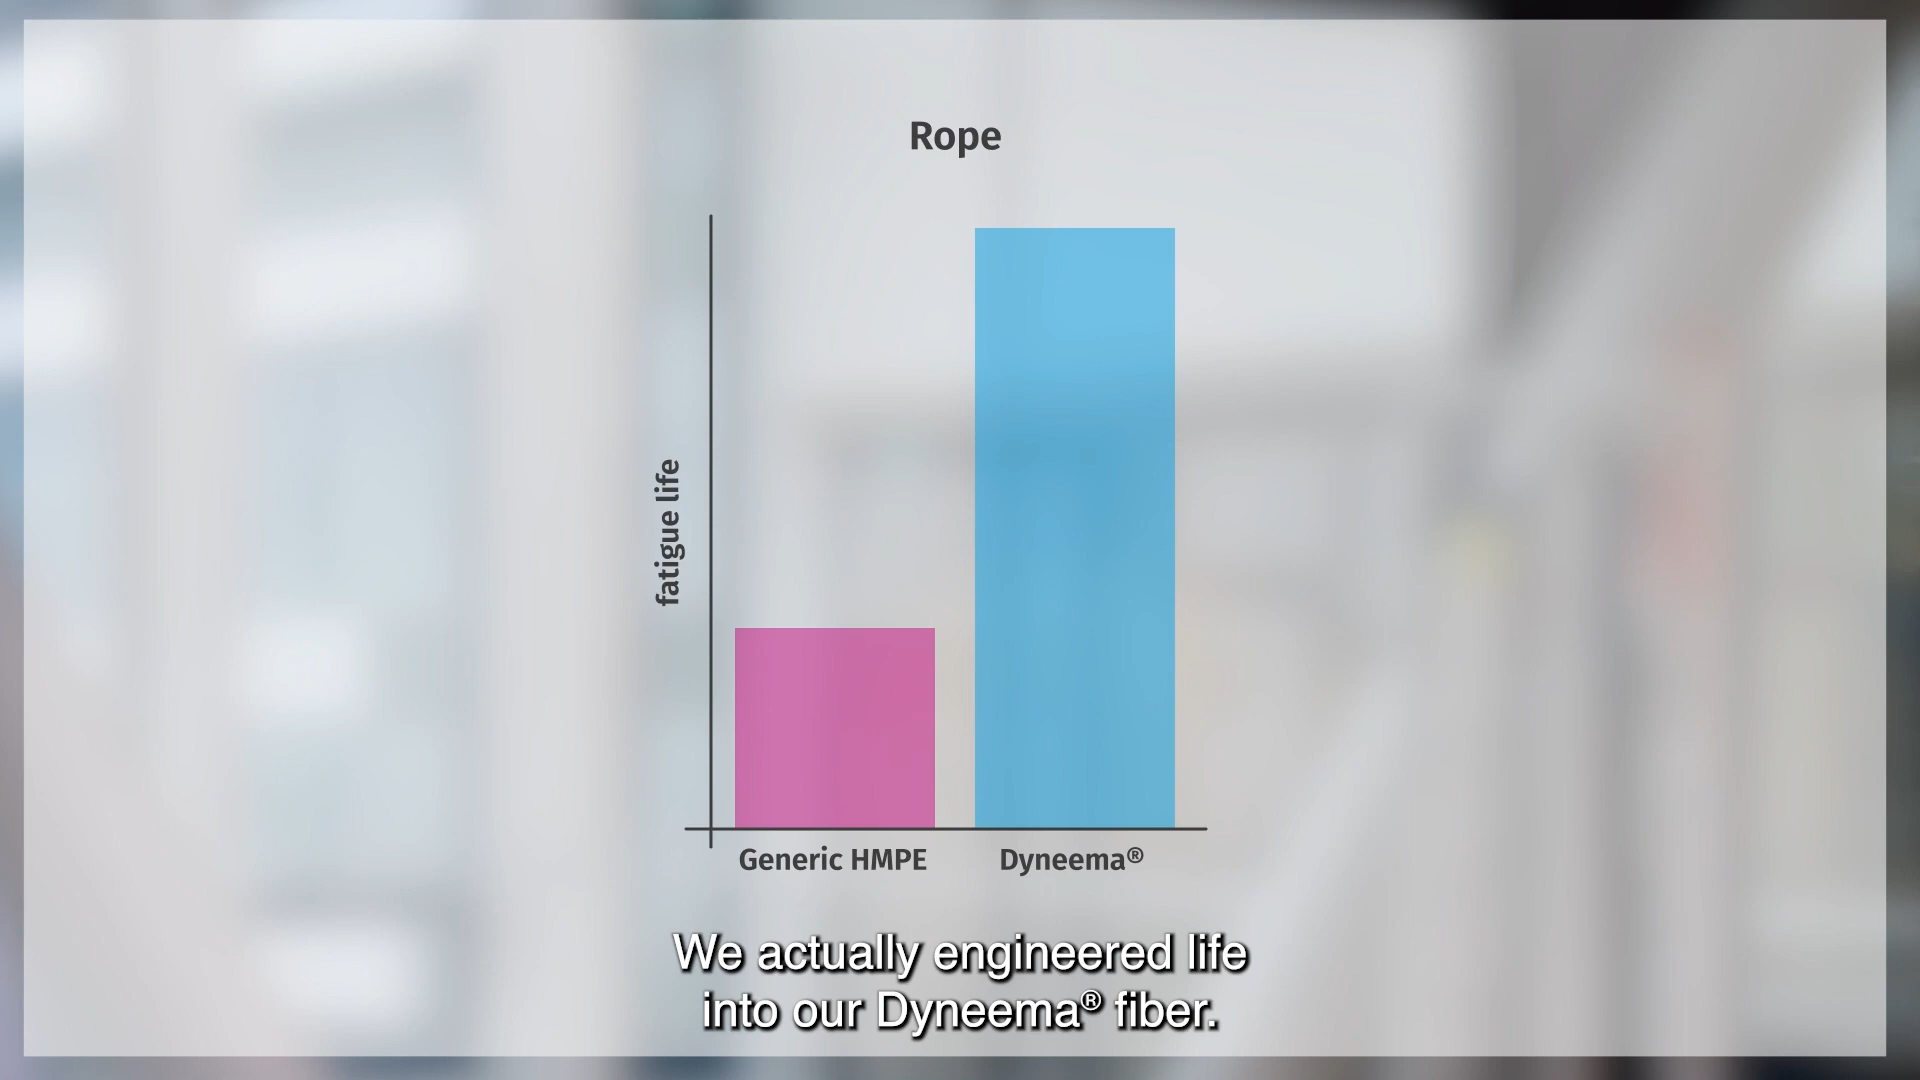 Rope
fatigue life
Generic HMPE
Dyneema®
We actually engineered life
into our Dyneema® fiber.